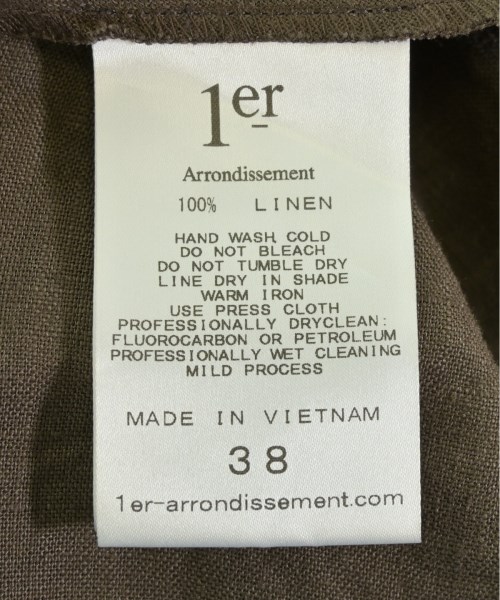 1er
Arrondissement
100% LINEN
HAND WASH COLD
DO NOT BLEACH
DO NOT TUMBLE DRY
LINE DRY IN SHADE
WARM IRON
USE PRESS CLOTH
PROFESSIONALLY DRYCLEAN:
FLUOROCARBON OR PETROLEUM
PROFESSIONALLY WET CLEANING
MILD PROCESS
MADE IN VIETNAM
38
1er-arrondissement.com